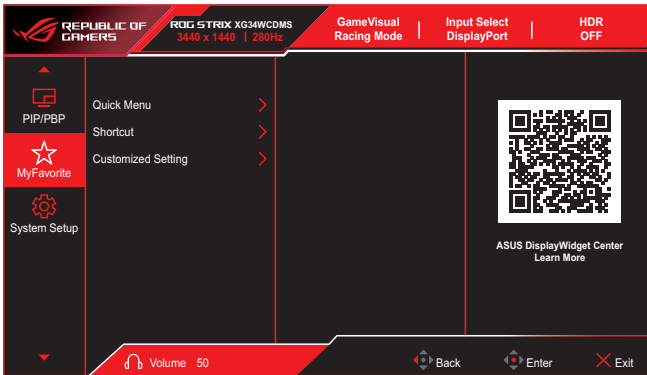 REPUBLIC OF
GAMERS
ROG STRIX XG34WCDMS
3440 x 1440 | 280Hz
GameVisual
Racing Mode
Input Select
DisplayPort
HDR
OFF
PIP/PBP
MyFavorite
System Setup
Quick Menu
Shortcut
Customized Setting
ASUS DisplayWidget Center
Learn More
Volume 50
Back
Enter
Exit